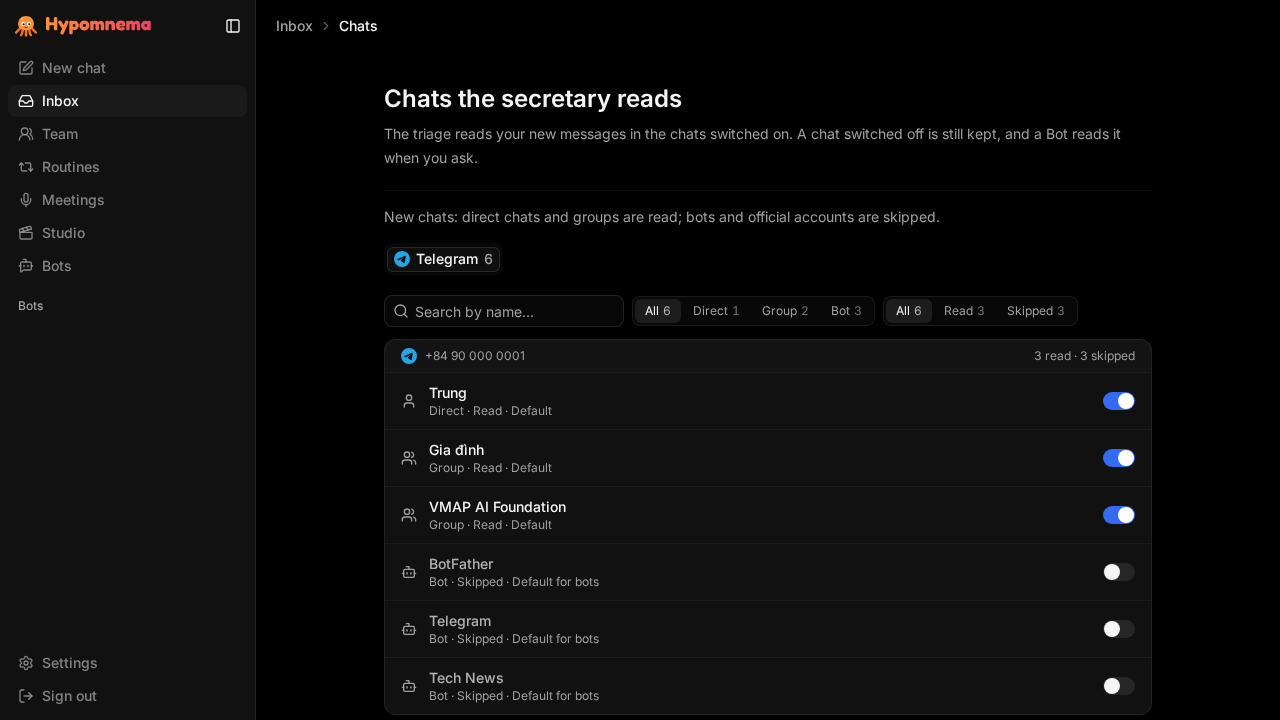 Hypomnema
New chat
Inbox
Team
Routines
Meetings
Studio
Bots
Bots
Settings
Sign out
Inbox
Chats
Chats the secretary reads
The triage reads your new messages in the chats switched on. A chat switched off is still kept, and a Bot reads it
when you ask.
New chats: direct chats and groups are read; bots and official accounts are skipped.
Telegram 6
Search by name...
All 6 Direct 1 Group 2 Bot 3
All 6 Read 3 Skipped 3
+84 90 000 0001
3 read · 3 skipped
Trung
Direct · Read · Default
Gia đình
Group · Read · Default
VMAP AI Foundation
Group · Read · Default
BotFather
Bot · Skipped · Default for bots
Telegram
Bot · Skipped · Default for bots
Tech News
Bot · Skipped · Default for bots